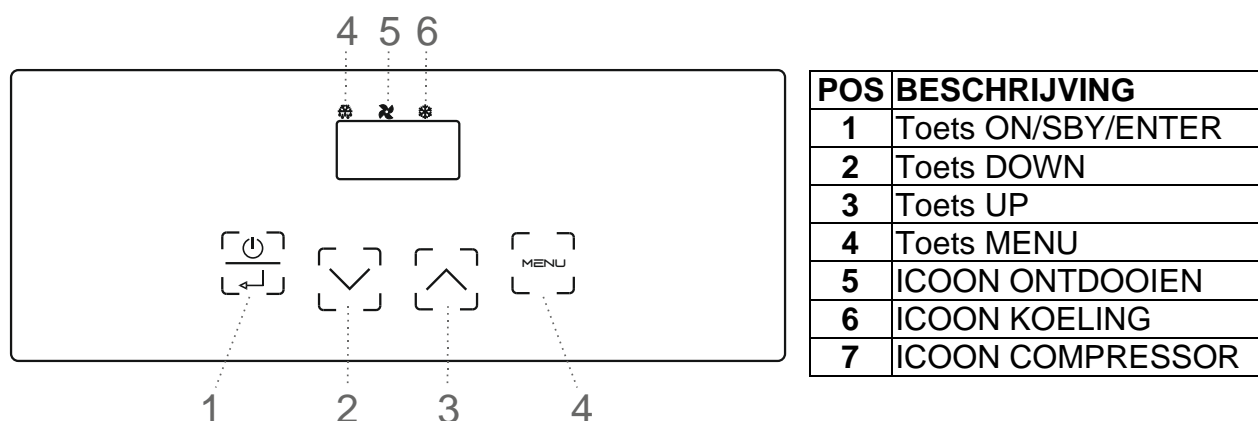 4 5 6
MENU
1 2 3 4
POS BESCHRIJVING
1 Toets ON/SBY/ENTER
2 Toets DOWN
3 Toets UP
4 Toets MENU
5 ICOON ONTDOOIEN
6 ICOON KOELING
7 ICOON COMPRESSOR